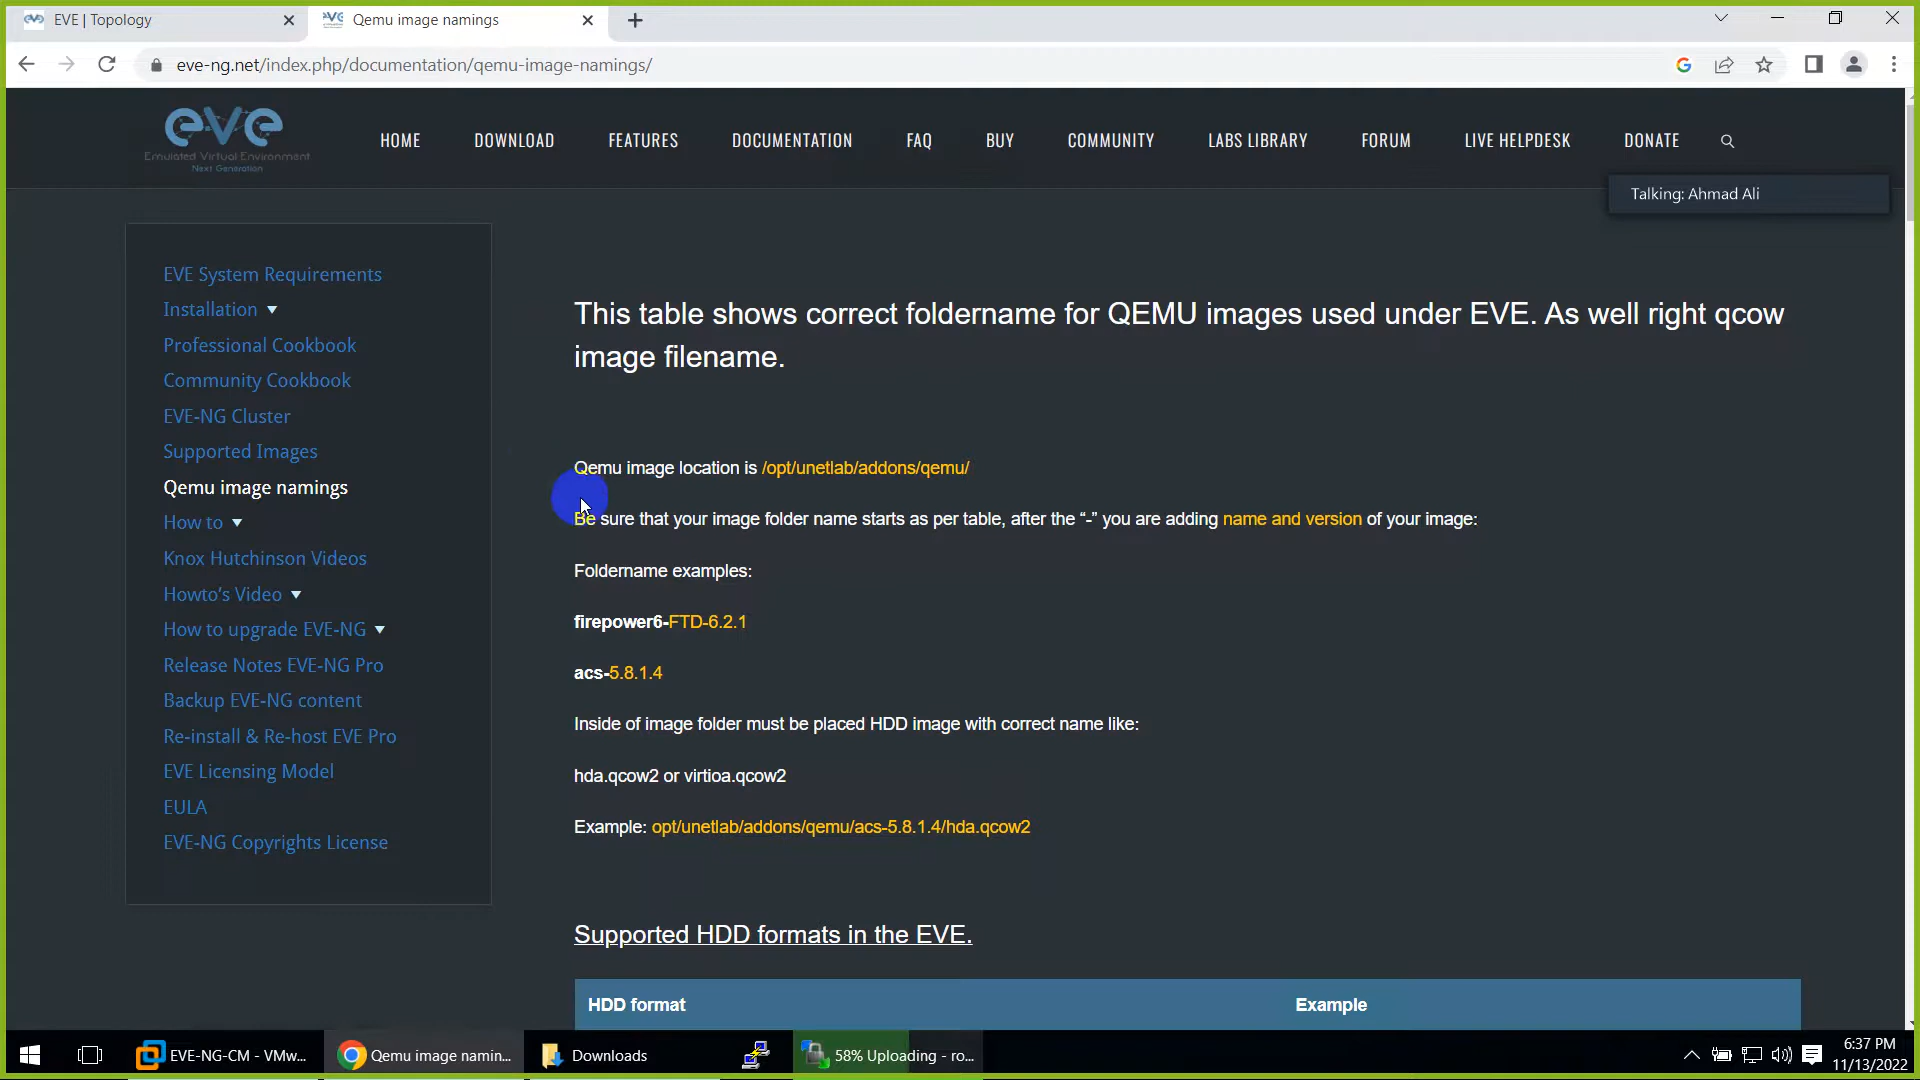 EVE | Topology
Qemu image namings
eve-ng.net/index.php/documentation/qemu-image-namings/
eve
Emulated Virtual Environment
Next Generation
HOME
DOWNLOAD
FEATURES
DOCUMENTATION
FAQ
BUY
COMMUNITY
LABS LIBRARY
FORUM
LIVE HELPDESK
DONATE
Talking: Ahmad Ali
EVE System Requirements
Installation
Professional Cookbook
Community Cookbook
EVE-NG Cluster
Supported Images
Qemu image namings
How to
Knox Hutchinson Videos
Howto's Video
How to upgrade EVE-NG
Release Notes EVE-NG Pro
Backup EVE-NG content
Re-install & Re-host EVE Pro
EVE Licensing Model
EULA
EVE-NG Copyrights License
This table shows correct foldername for QEMU images used under EVE. As well right qcow
image filename.
Qemu image location is /opt/unetlab/addons/qemu/
Be sure that your image folder name starts as per table, after the “-” you are adding name and version of your image:
Foldername examples:
firepower6-FTD-6.2.1
acs-5.8.1.4
Inside of image folder must be placed HDD image with correct name like:
hda.qcow2 or virtioa.qcow2
Example: opt/unetlab/addons/qemu/acs-5.8.1.4/hda.qcow2
Supported HDD formats in the EVE.
HDD format
Example
EVE-NG-CM - VMw...
Qemu image namin...
Downloads
58% Uploading - ro...
6:37 PM
11/13/2022